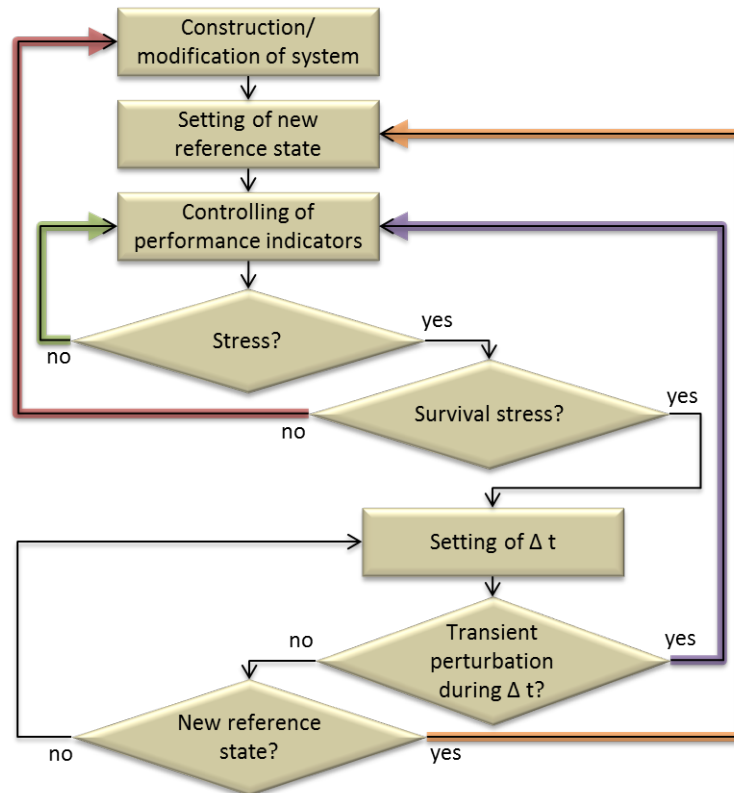 Construction/
modification of system
Setting of new
reference state
Controlling of
performance indicators
Stress?
yes
no
Survival stress?
yes
no
Setting of Δ t
Transient
perturbation
during Δ t?
no
yes
New reference
state?
no
yes